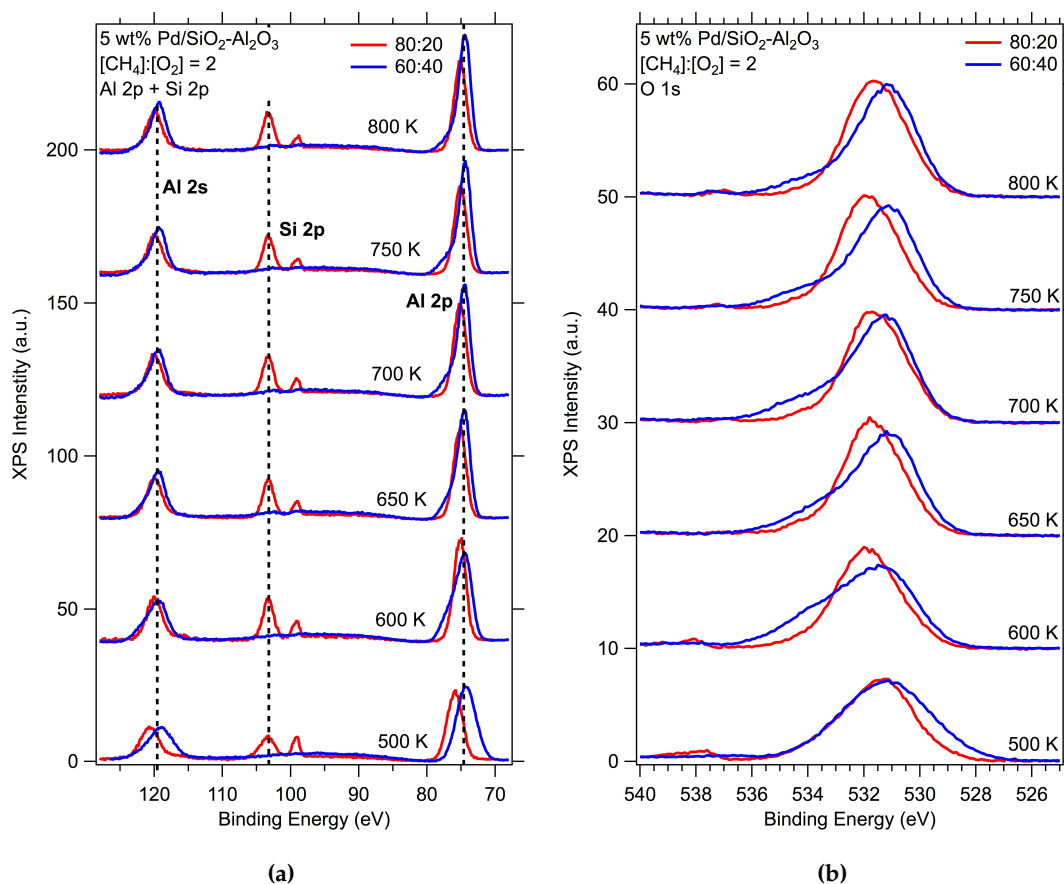 5 wt% Pd/SiO2-Al2O3
[CH4]:[O2] = 2
Al 2p + Si 2p
80:20
60:40
800 K
Al 2s
Si 2p
750 K
Al 2p
700 K
650 K
600 K
500 K
200
150
100
50
0
XPS Intentsity (a.u.)
120
110
100
90
80
70
Binding Energy (eV)
(a)
5 wt% Pd/SiO2-Al2O3
[CH4]:[O2] = 2
O 1s
80:20
60:40
800 K
750 K
700 K
650 K
600 K
500 K
60
50
40
30
20
10
0
XPS Intensity (a.u.)
540
538
536
534
532
530
528
526
Binding Energy (eV)
(b)